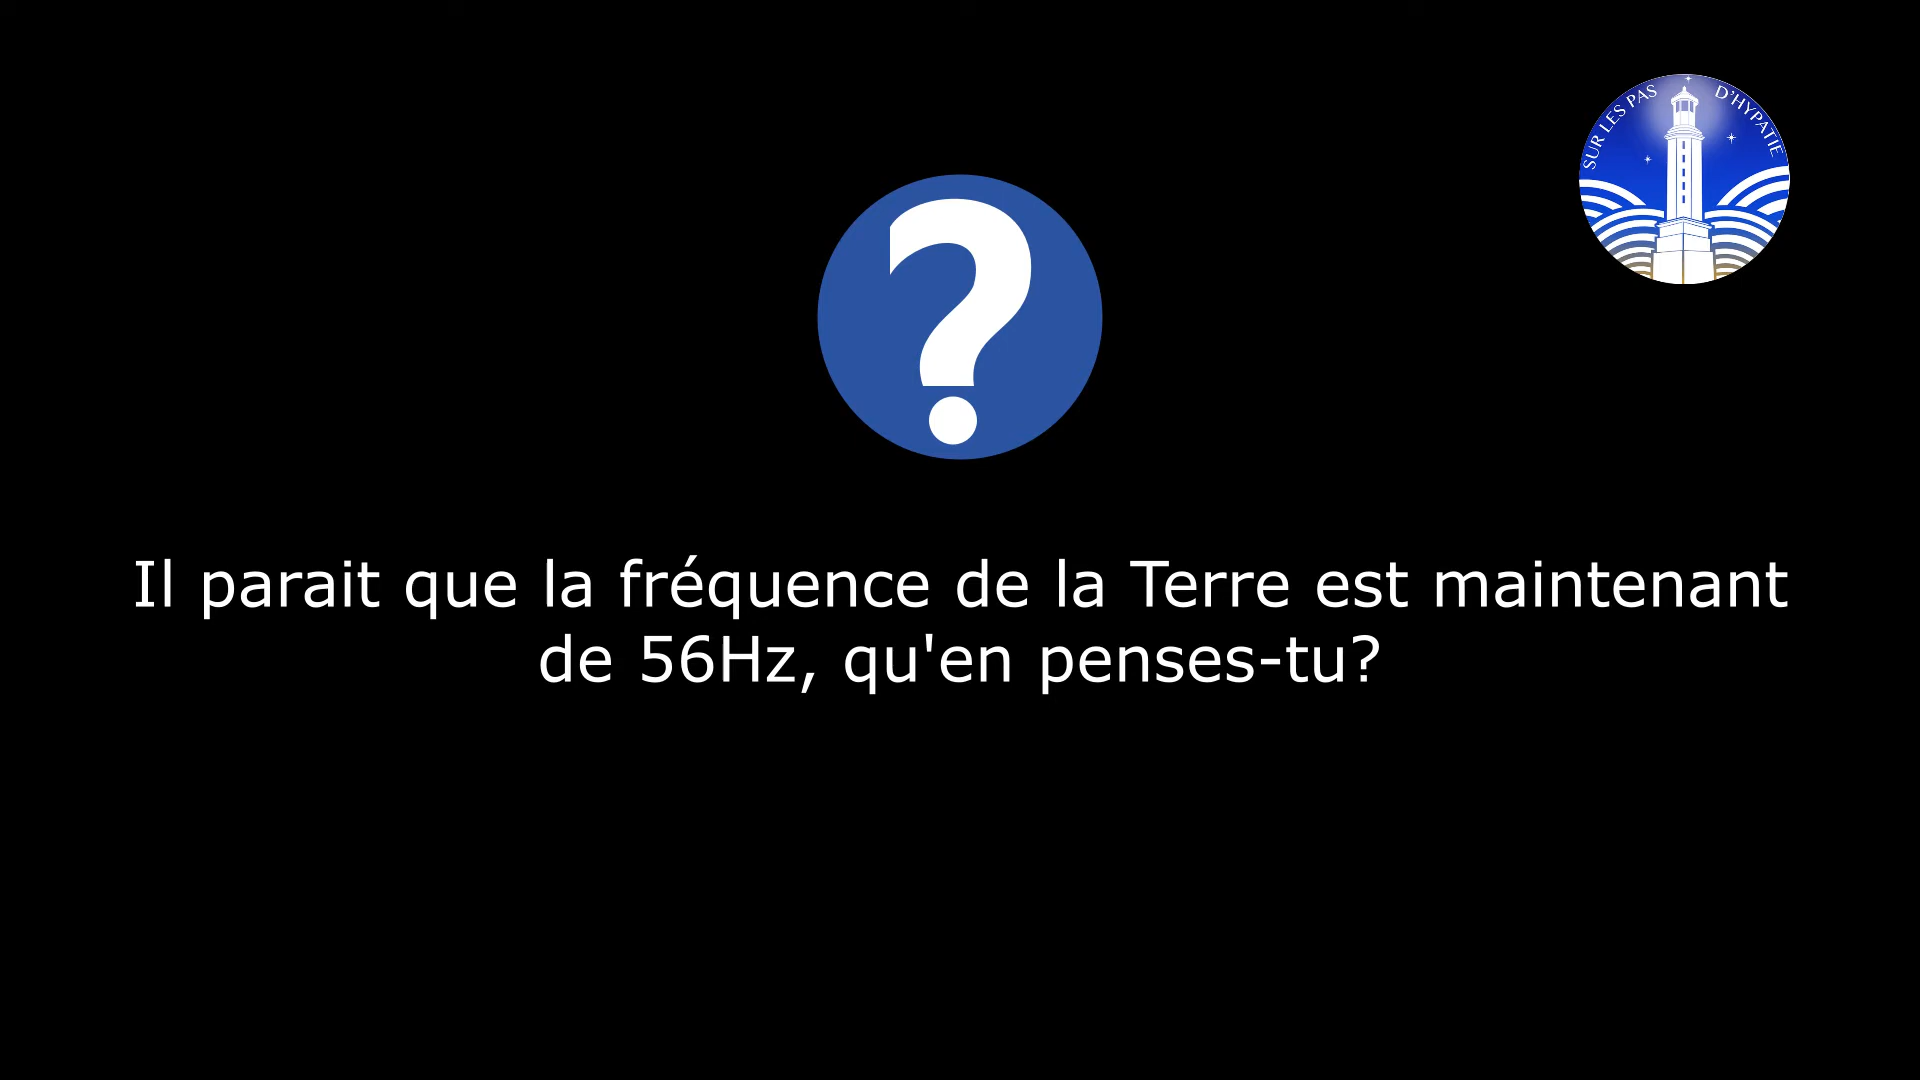 SUR LES PAS D'HYPATIE
?
Il parait que la fréquence de la Terre est maintenant
de 56Hz, qu'en penses-tu?